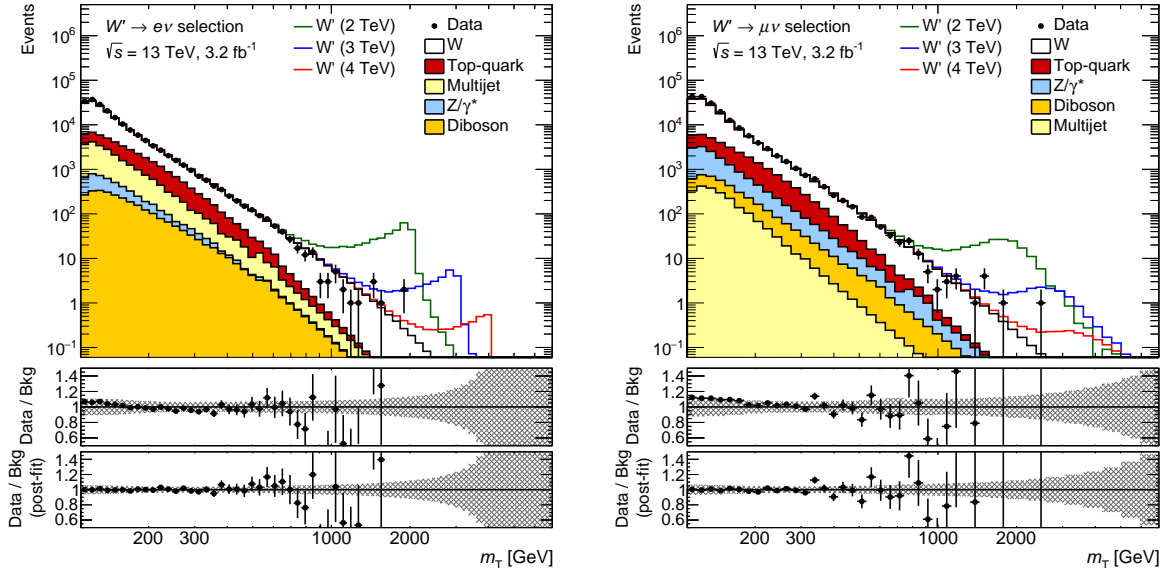 Events
10⁶
10⁵
10⁴
10³
10²
10
1
10⁻¹
W' → eν selection
√s = 13 TeV, 3.2 fb⁻¹
W' (2 TeV)
W' (3 TeV)
W' (4 TeV)
Data
W
Top-quark
Multijet
Z/γ*
Diboson
Data / Bkg
1.4
1.2
1
0.8
0.6
Data / Bkg
(post-fit)
1.4
1.2
1
0.8
0.6
200 300 1000 2000
m_T [GeV]
Events
10⁶
10⁵
10⁴
10³
10²
10
1
10⁻¹
W' → μν selection
√s = 13 TeV, 3.2 fb⁻¹
W' (2 TeV)
W' (3 TeV)
W' (4 TeV)
Data
W
Top-quark
Z/γ*
Diboson
Multijet
Data / Bkg
1.4
1.2
1
0.8
0.6
Data / Bkg
(post-fit)
1.4
1.2
1
0.8
0.6
200 300 1000 2000
m_T [GeV]